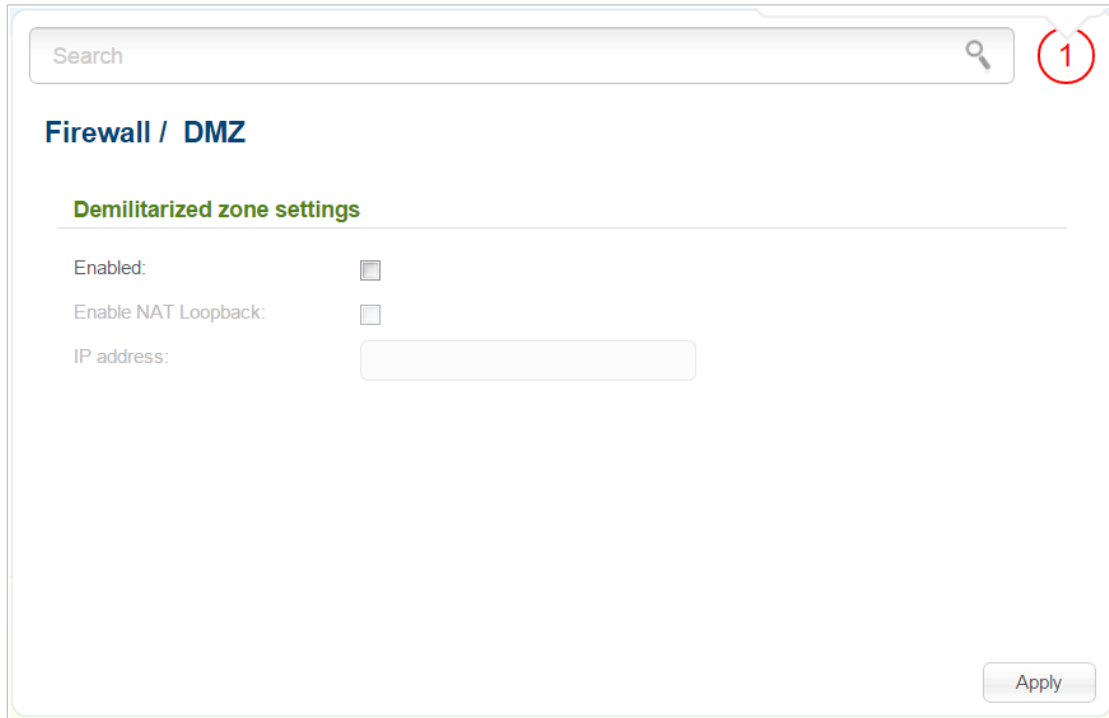 Search
1
Firewall /  DMZ
Demilitarized zone settings
Enabled:
Enable NAT Loopback:
IP address:
Apply